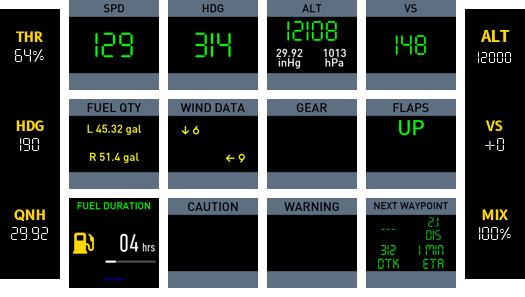 THR
64%
HDG
190
QNH
29.92
SPD
129
HDG
314
ALT
12108
29.92 1013
inHg hPa
VS
148
FUEL QTY
L 45.32 gal
R 51.4 gal
WIND DATA
↓ 6
← 9
GEAR
FLAPS
UP
FUEL DURATION
04 hrs
CAUTION
WARNING
NEXT WAYPOINT
--- 2.1
015
312 1 MIN
DTK ETA
ALT
12000
VS
+0
MIX
100%